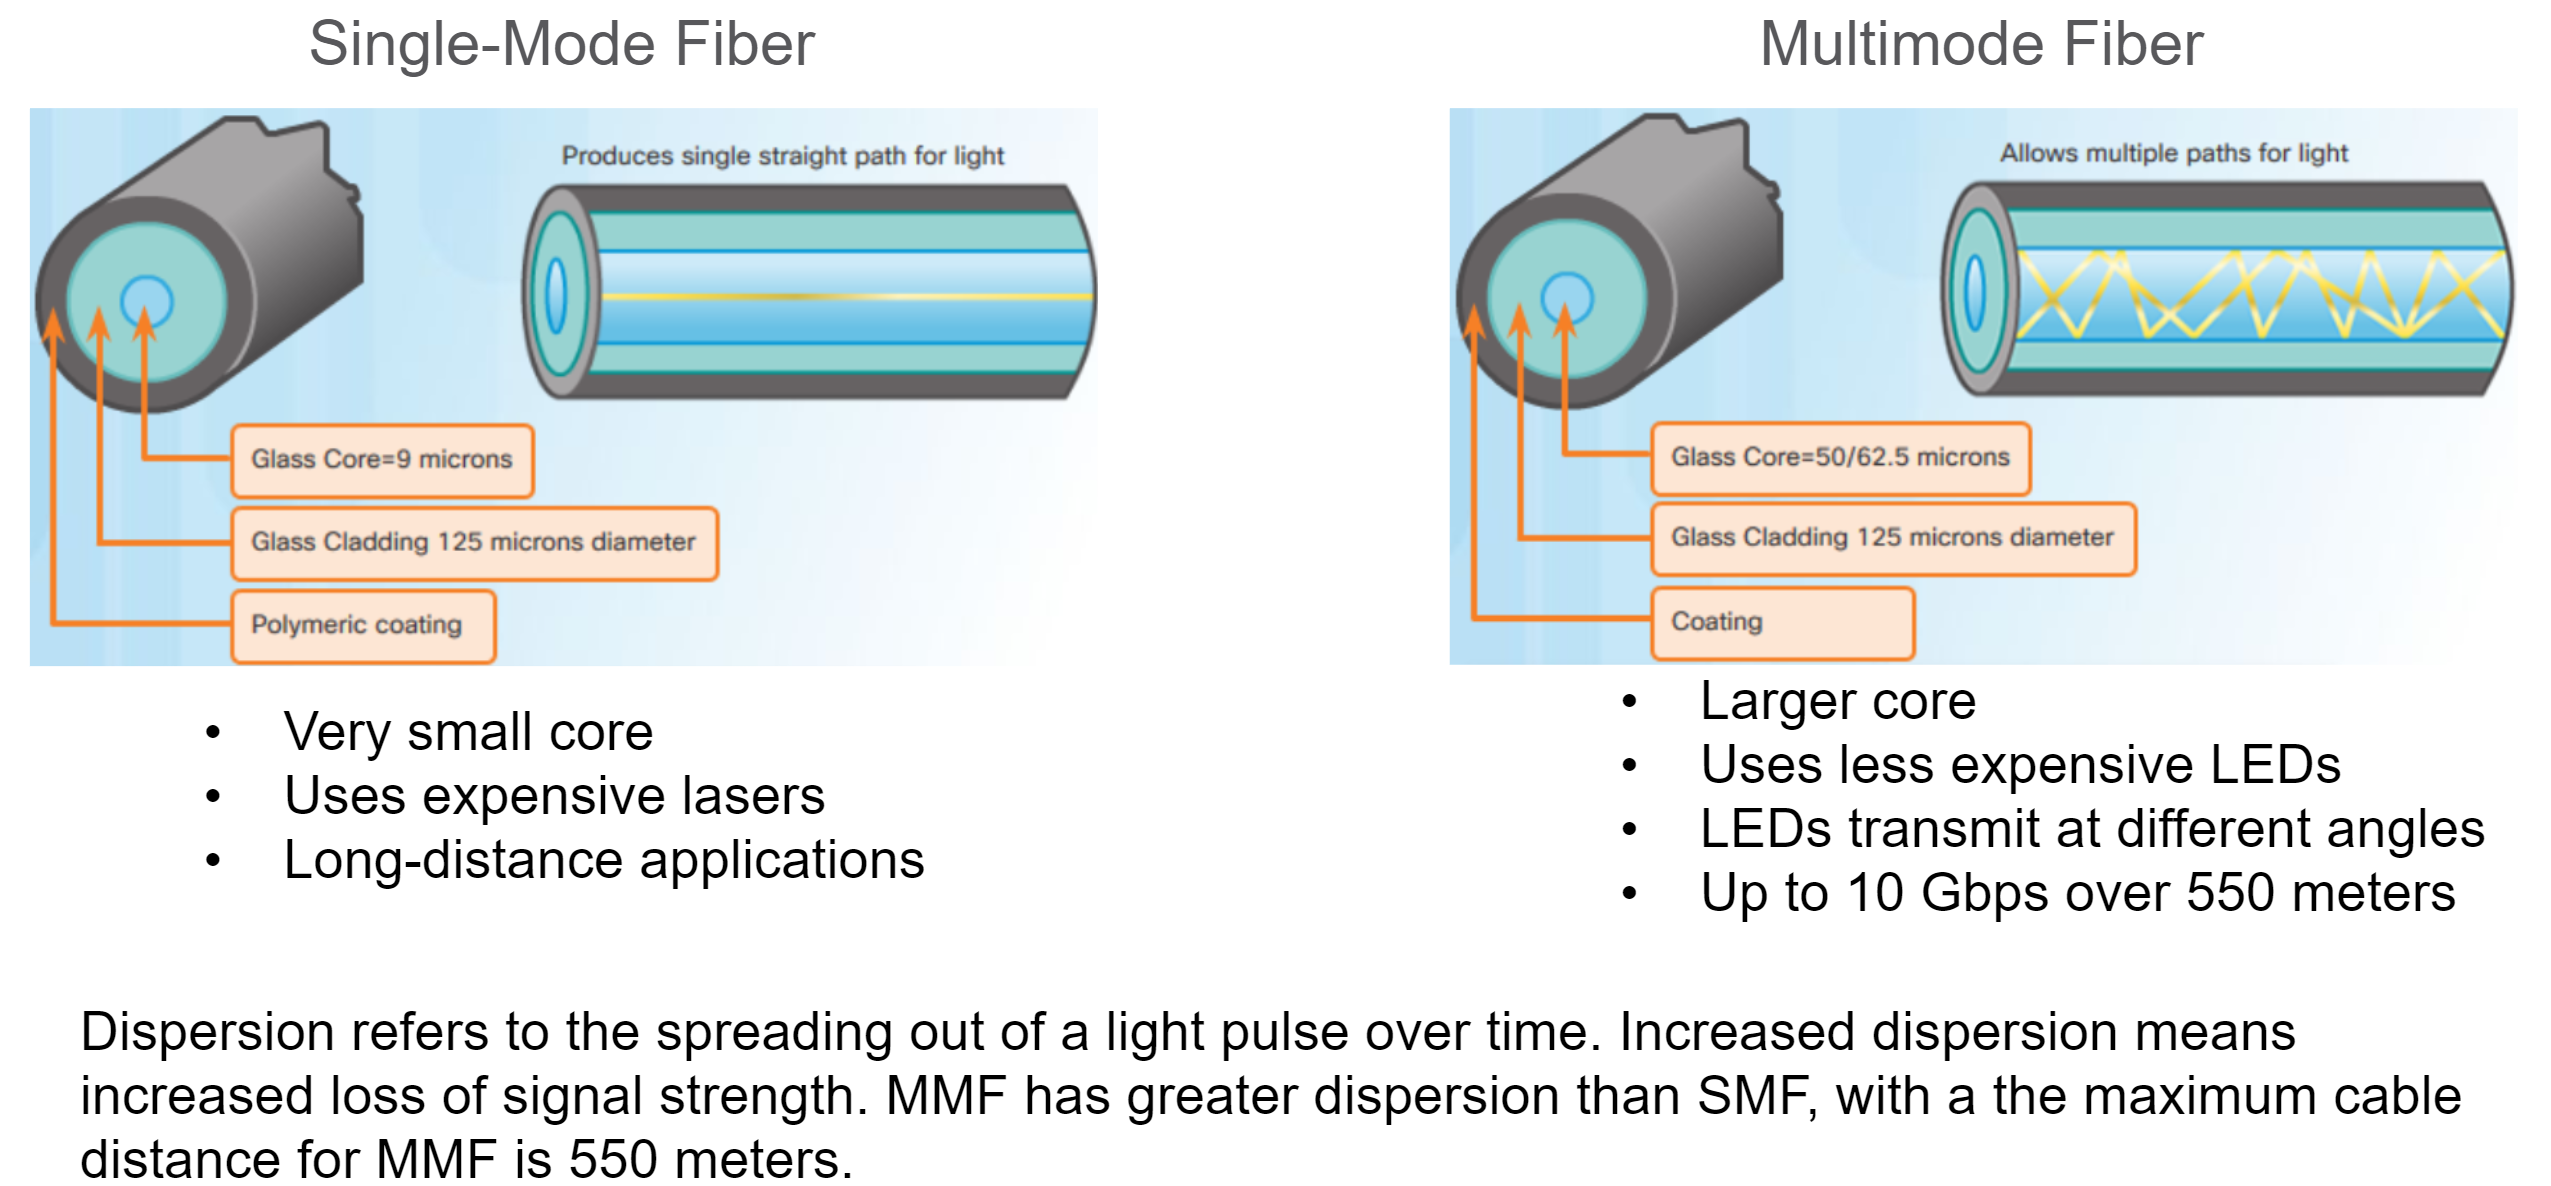 Single-Mode Fiber
Produces single straight path for light
Glass Core=9 microns
Glass Cladding 125 microns diameter
Polymeric coating
• Very small core
• Uses expensive lasers
• Long-distance applications
Multimode Fiber
Allows multiple paths for light
Glass Core=50/62.5 microns
Glass Cladding 125 microns diameter
Coating
• Larger core
• Uses less expensive LEDs
• LEDs transmit at different angles
• Up to 10 Gbps over 550 meters
Dispersion refers to the spreading out of a light pulse over time. Increased dispersion means
increased loss of signal strength. MMF has greater dispersion than SMF, with a the maximum cable
distance for MMF is 550 meters.